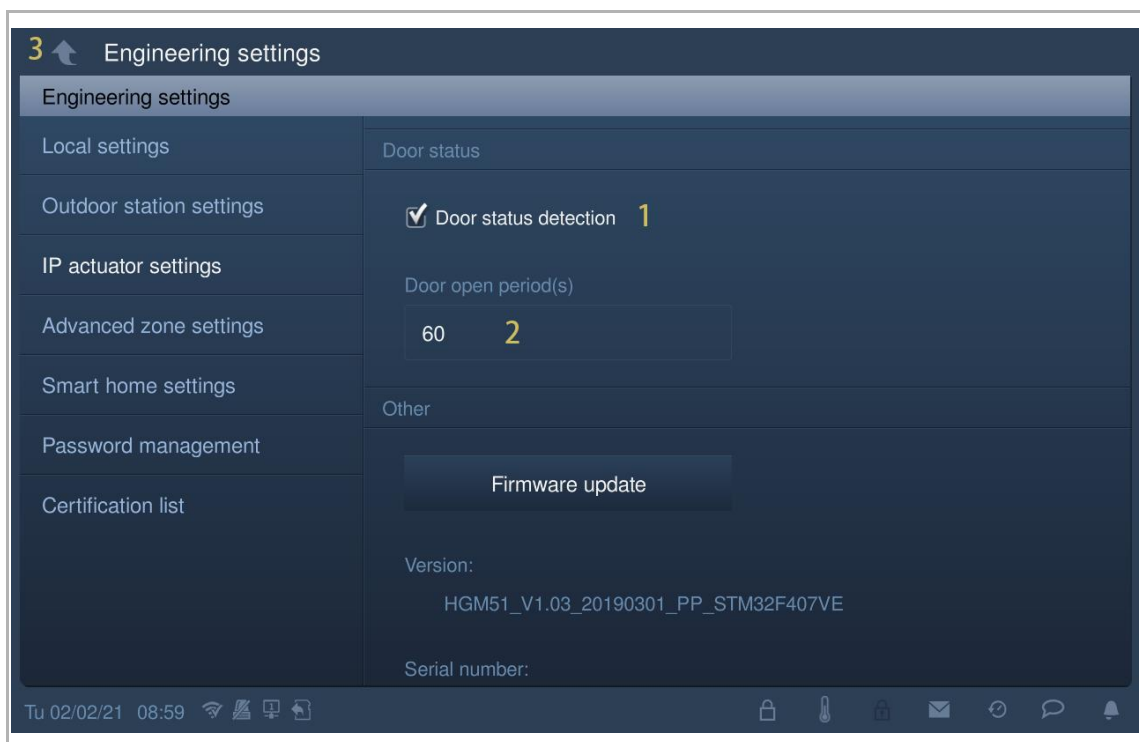 3 Engineering settings
Engineering settings
Local settings
Outdoor station settings
IP actuator settings
Advanced zone settings
Smart home settings
Password management
Certification list
Door status
Door status detection 1
Door open period(s)
60 2
Other
Firmware update
Version:
HGM51_V1.03_20190301_PP_STM32F407VE
Serial number:
Tu 02/02/21 08:59 1